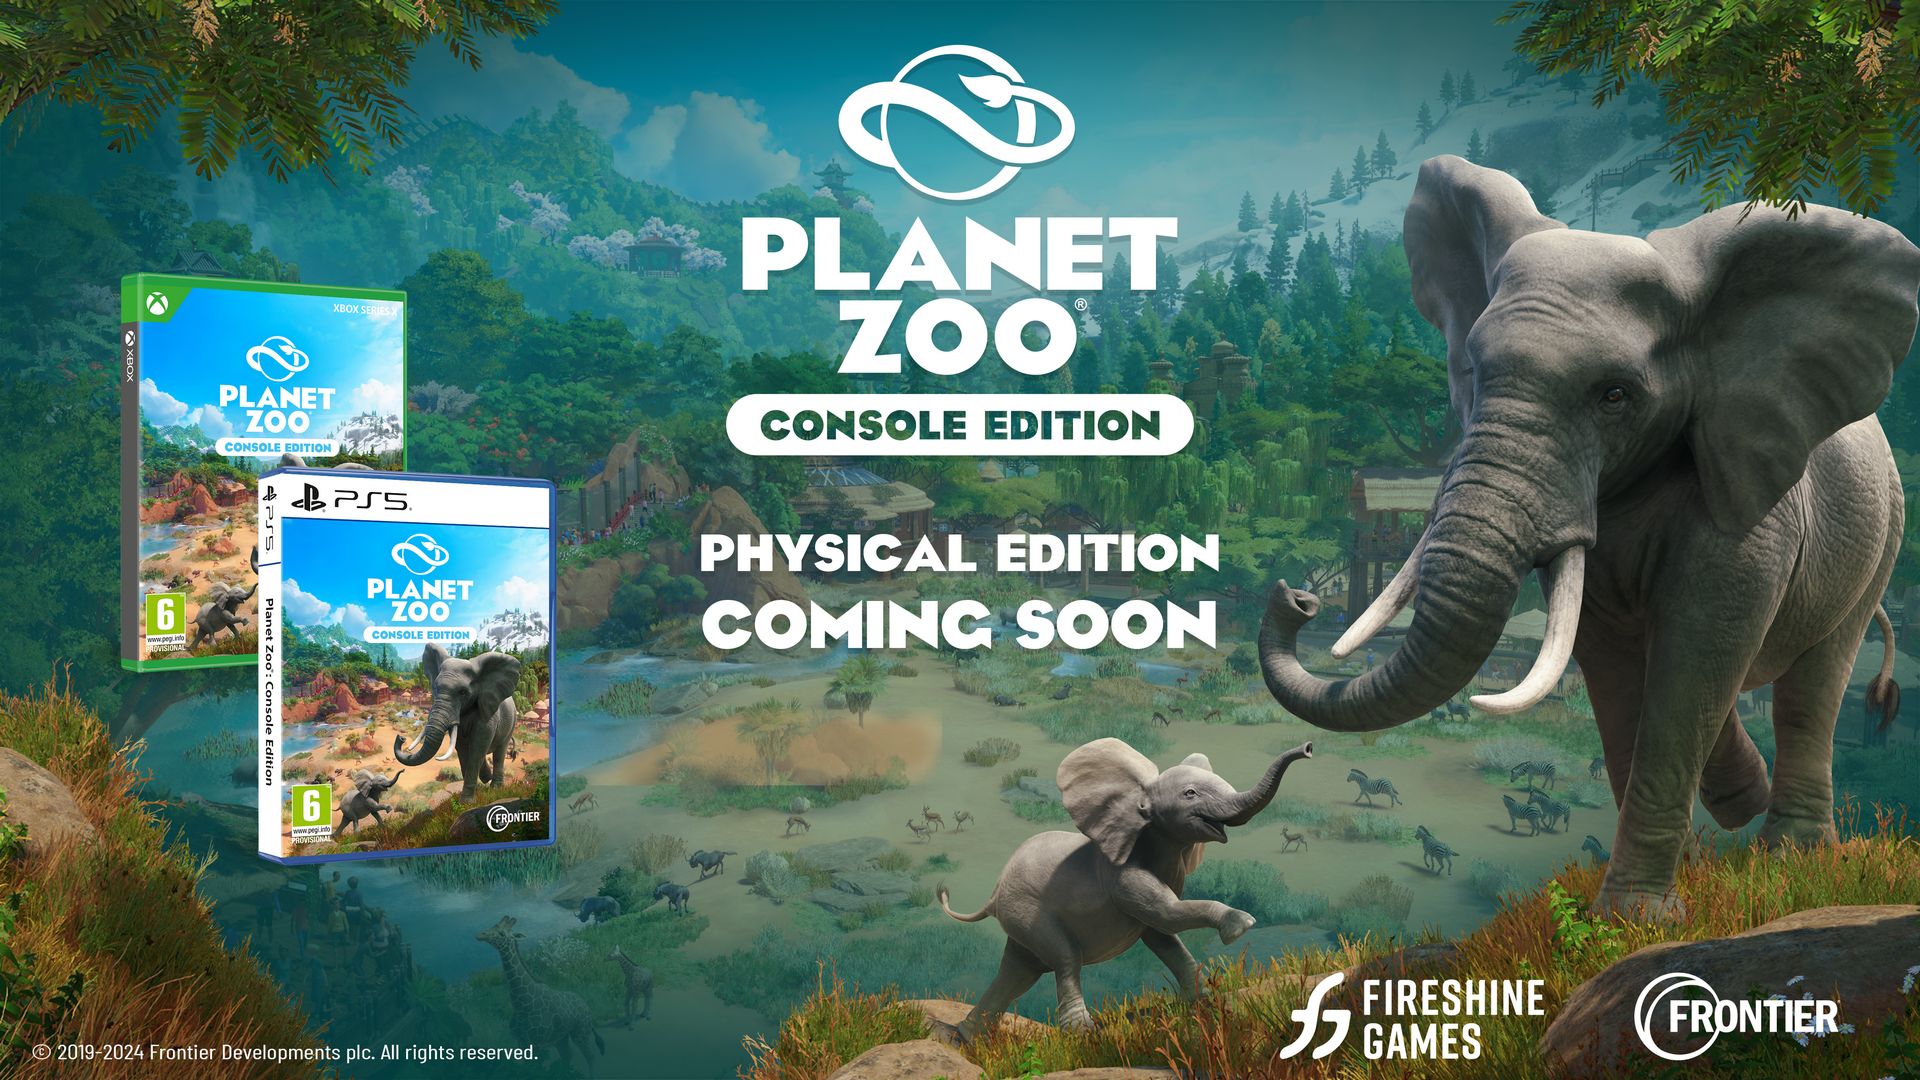 PLANET
ZOO®
CONSOLE EDITION
PHYSICAL EDITION
COMING SOON
XBOX SERIES X
XBOX
PLANET
ZOO
CONSOLE EDITION
6
www.pegi.info
PROVISIONAL
PS5
PS5
PLANET
ZOO
CONSOLE EDITION
Planet Zoo®: Console Edition
6
www.pegi.info
PROVISIONAL
FRONTIER
© 2019-2024 Frontier Developments plc. All rights reserved.
FIRESHINE
GAMES
FRONTIER